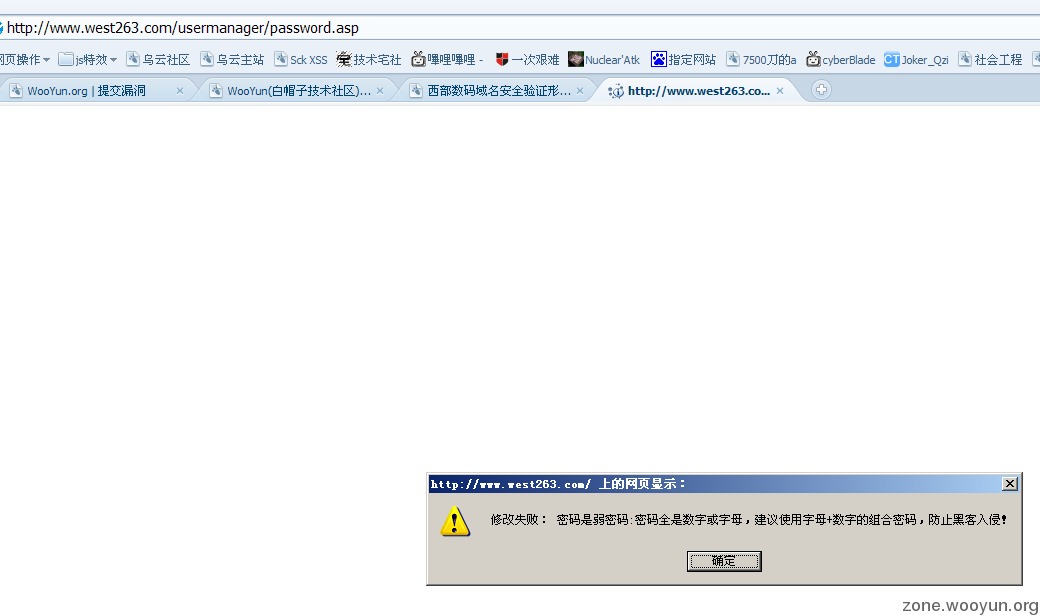 http://www.west263.com/usermanager/password.asp
网页操作 js特效 乌云社区 乌云主站 Sck XSS 技术宅社 嗶哩嗶哩 - 一次艰难 Nuclear'Atk 指定网站 7500刀的a cyberBlade Joker_Qzi 社会工程
WooYun.org | 提交漏洞 WooYun(白帽子技术社区)... 西部数码域名安全验证形... http://www.west263.co...
http://www.west263.com/ 上的网页显示：
修改失败： 密码是弱密码:密码全是数字或字母，建议使用字母+数字的组合密码，防止黑客入侵!
确定
zone.wooyun.org